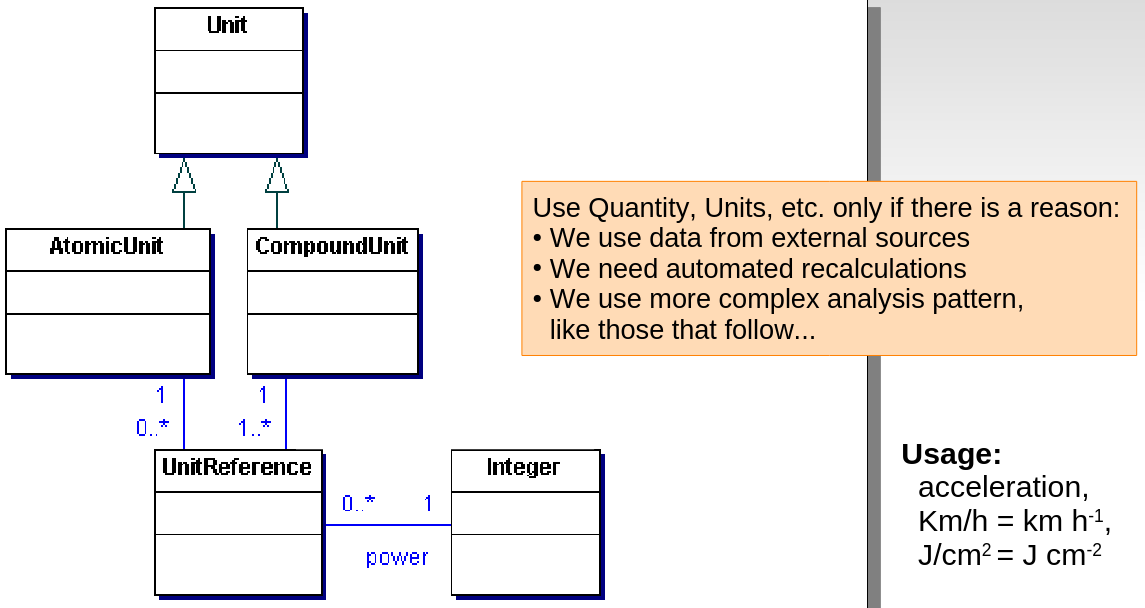 Unit
AtomicUnit
CompoundUnit
Use Quantity, Units, etc. only if there is a reason:
• We use data from external sources
• We need automated recalculations
• We use more complex analysis pattern,
like those that follow...
1
1
0..*
1..*
UnitReference
Integer
0..*
1
power
Usage:
acceleration,
Km/h = km h⁻¹,
J/cm² = J cm⁻²